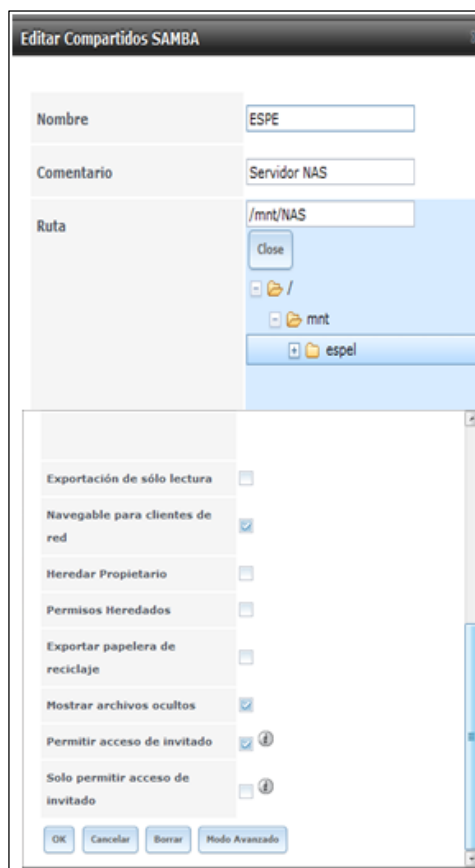 Editar Compartidos SAMBA
Nombre
ESPE
Comentario
Servidor NAS
Ruta
/mnt/NAS
Close
/
mnt
espel
Exportación de sólo lectura
Navegable para clientes de
red
Heredar Propietario
Permisos Heredados
Exportar papelera de
reciclaje
Mostrar archivos ocultos
Permitir acceso de invitado
Solo permitir acceso de
invitado
OK Cancelar Borrar Modo Avanzado